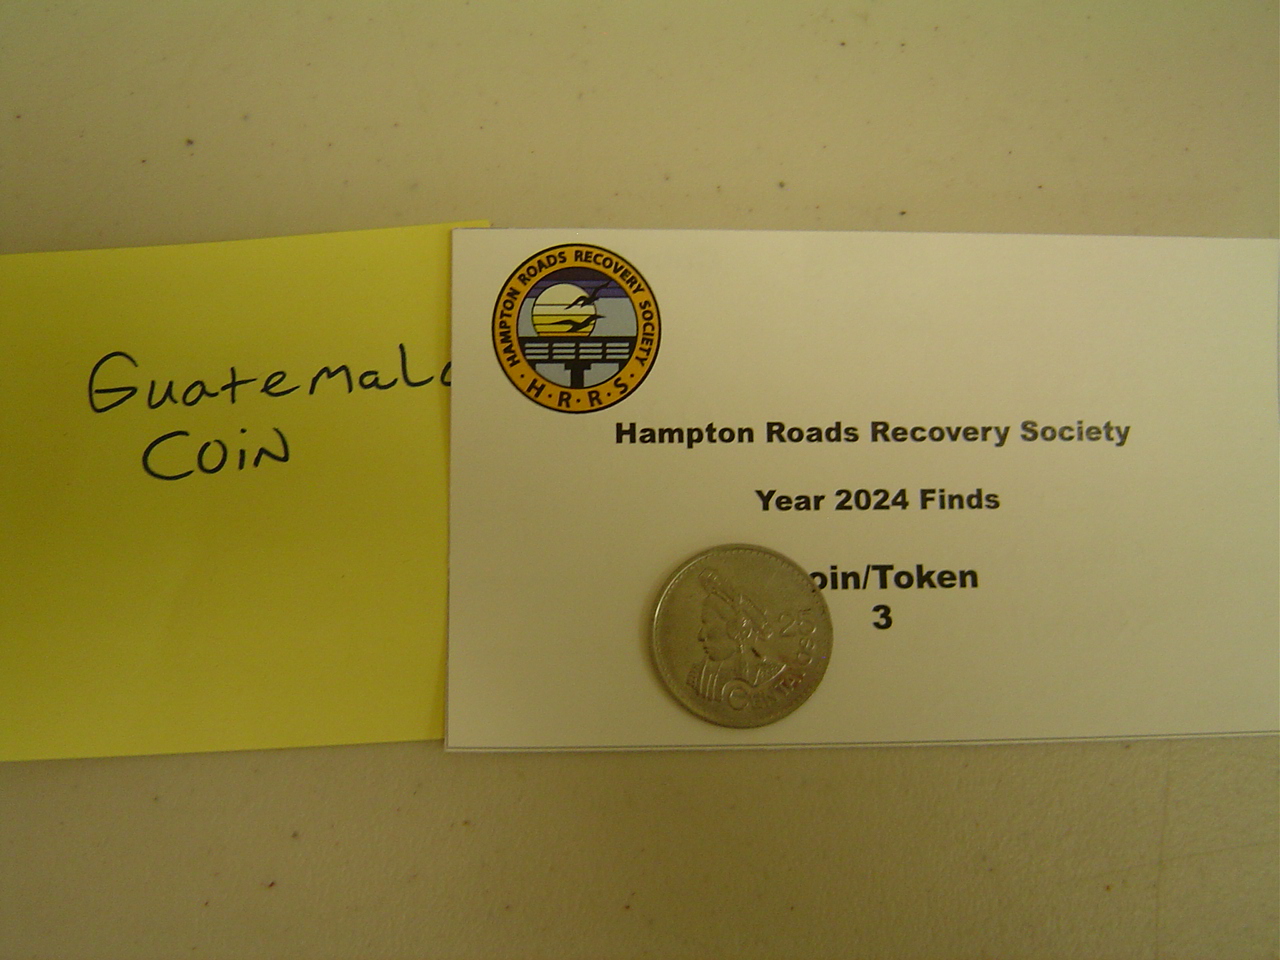 Guatemala
COiN
HAMPTON ROADS RECOVERY SOCIETY
· H · R · R · S ·
Hampton Roads Recovery Society
Year 2024 Finds
oin/Token
3
25
CENTAVOS